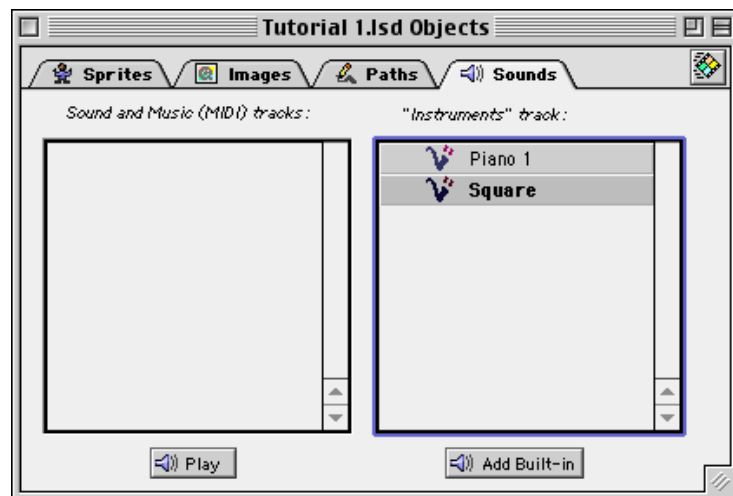 Tutorial 1.lsd Objects
Sprites Images Paths Sounds
Sound and Music (MIDI) tracks: "Instruments" track:
Piano 1
Square
Play Add Built-in